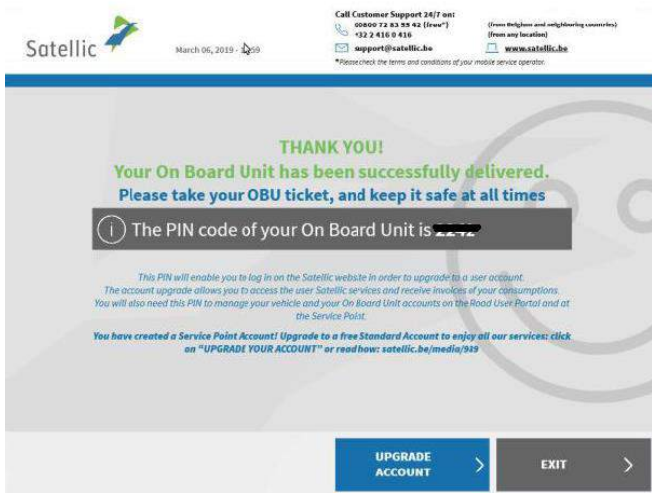 Satellic
March 06, 2019 -
Call Customer Support 24/7 on:
00800 72 83 55 42 (free*) (from Belgium and neighboring countries)
+32 2 416 0 416 (from any location)
support@satellic.be www.satellic.be
*Please check the terms and conditions of your mobile service operator.
THANK YOU!
Your On Board Unit has been successfully delivered.
Please take your OBU ticket, and keep it safe at all times
i The PIN code of your On Board Unit is
This PIN will enable you to log in on the Satellic website in order to upgrade to a user account.
The account upgrade allows you to access the user Satellic services and receive invoices of your consumptions.
You will also need this PIN to manage your vehicle and your On Board Unit accounts on the Road User Portal and at
the Service Point.
You have created a Service Point Account! Upgrade to a free Standard Account to enjoy all our services: click
on "UPGRADE YOUR ACCOUNT" or read how: satellic.be/media/989
UPGRADE
ACCOUNT
EXIT